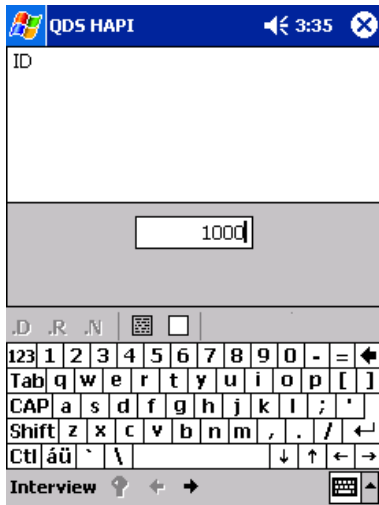 QDS HAPI 3:35
ID
1000
.D .R .N
123 1 2 3 4 5 6 7 8 9 0 - =
Tab q w e r t y u i o p [ ]
CAP a s d f g h j k l ; '
Shift z x c v b n m , . /
Ctl áü ` \
Interview